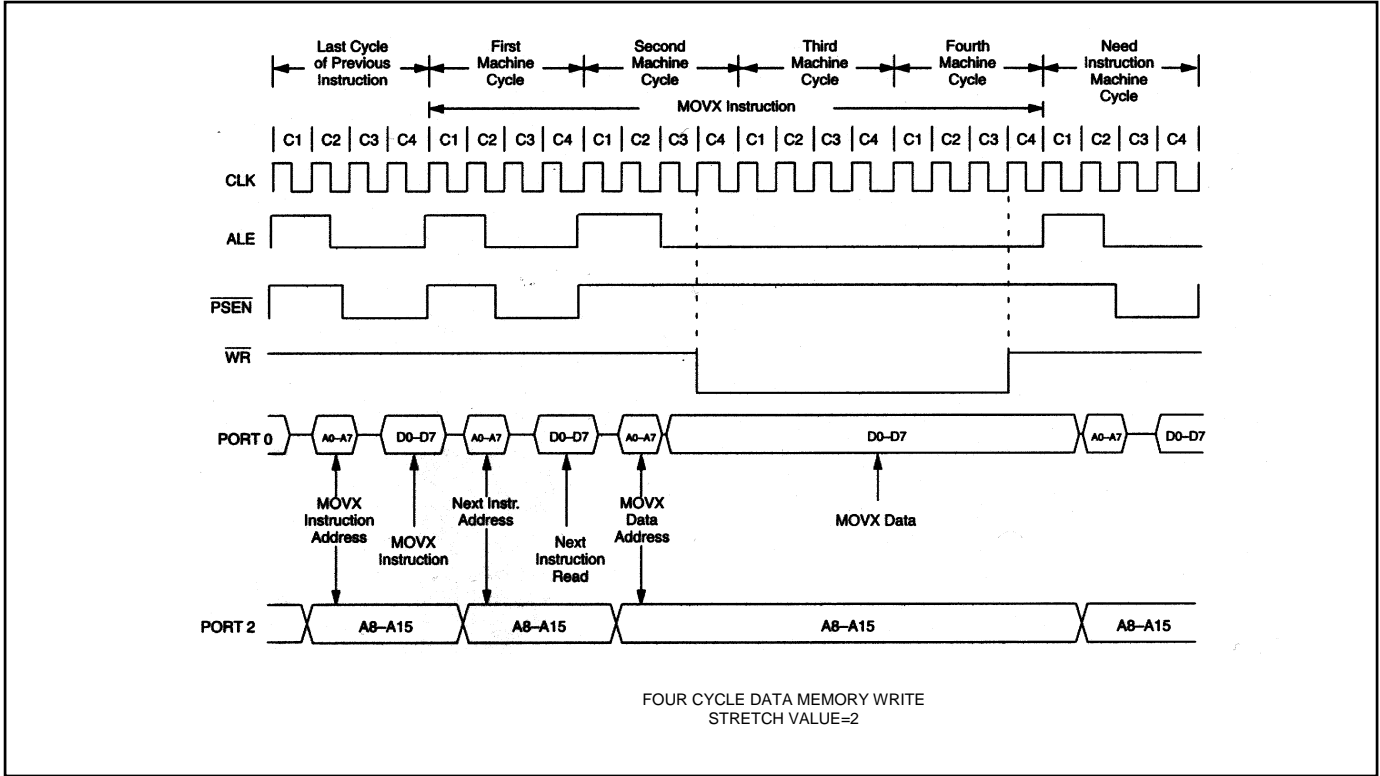 Last Cycle
of Previous
Instruction
First
Machine
Cycle
Second
Machine
Cycle
Third
Machine
Cycle
Fourth
Machine
Cycle
Need
Instruction
Machine
Cycle
MOVX Instruction
C1 C2 C3 C4 C1 C2 C3 C4 C1 C2 C3 C4 C1 C2 C3 C4 C1 C2 C3 C4 C1 C2 C3 C4
CLK
ALE
PSEN
WR
PORT 0
A0–A7 D0–D7 A0–A7 D0–D7 A0–A7 D0–D7 A0–A7 D0–D7
MOVX
Instruction
Address
MOVX
Instruction
Next Instr.
Address
Next
Instruction
Read
MOVX
Data
Address
MOVX Data
PORT 2
A8–A15 A8–A15 A8–A15 A8–A15
FOUR CYCLE DATA MEMORY WRITE
STRETCH VALUE=2